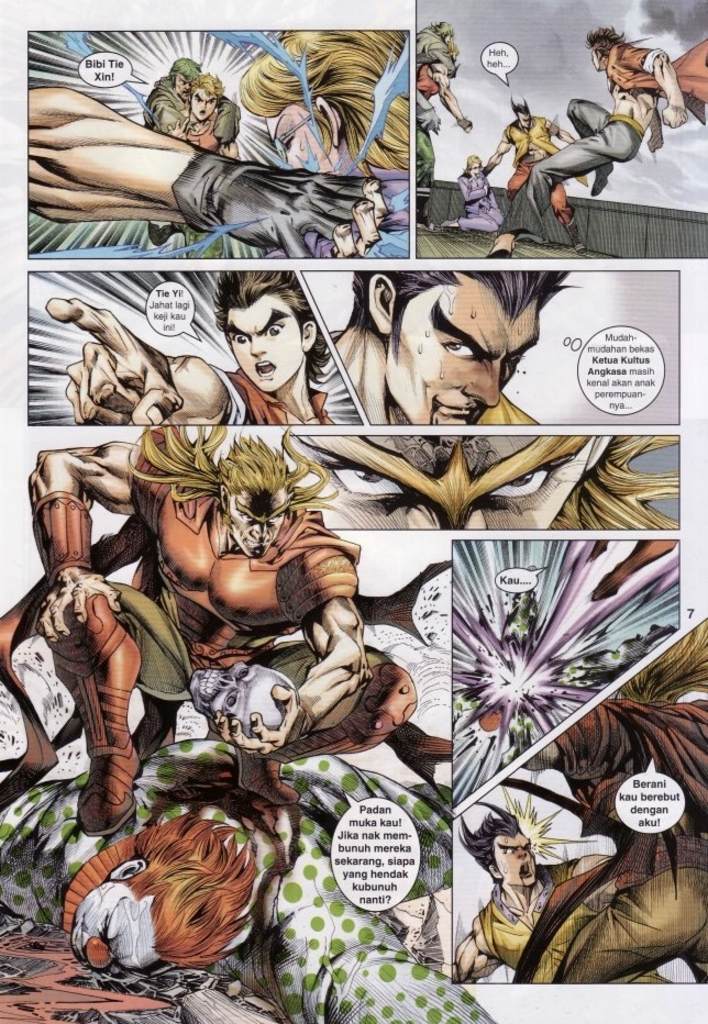 Bibi Tie
Xin!
Heh,
heh...
Tie Yi!
Jahat lagi
keji kau
ini!
Mudah-
mudahan bekas
Ketua Kultus
Angkasa masih
kenal akan anak
perempuan-
nya...
Kau....
7
Padan
muka kau!
Jika nak mem-
bunuh mereka
sekarang, siapa
yang hendak
kubunuh
nanti?
Berani
kau berebut
dengan
aku!